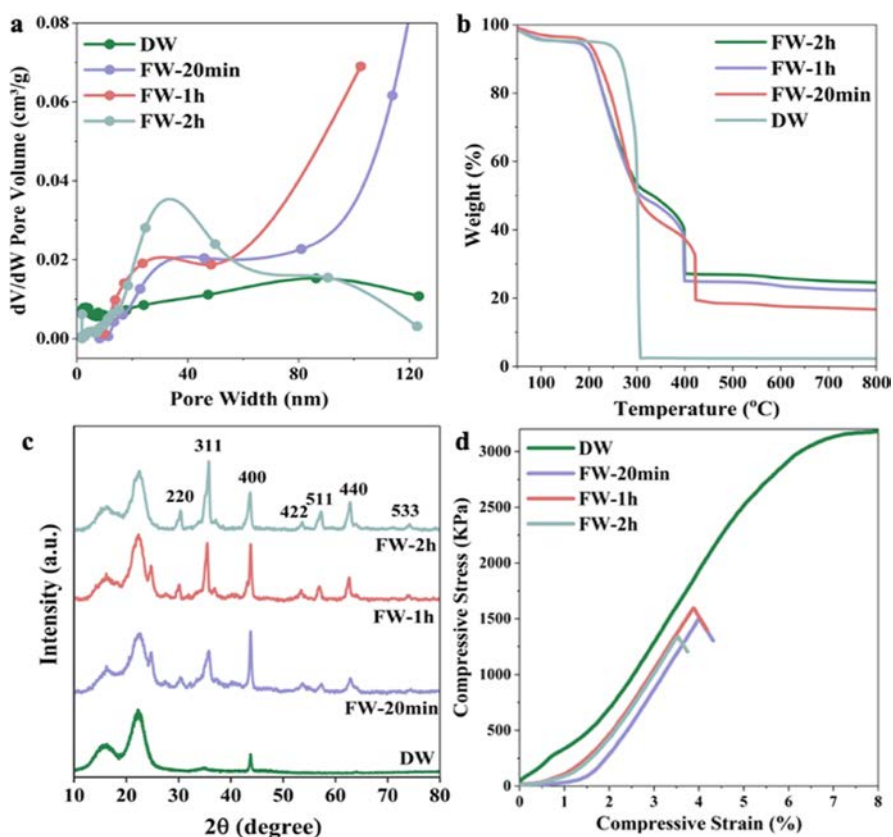 a
DW
FW-20min
FW-1h
FW-2h
dV/dW Pore Volume (cm³/g)
0.08
0.06
0.04
0.02
0.00
0 40 80 120
Pore Width (nm)
b
FW-2h
FW-1h
FW-20min
DW
Weight (%)
100
80
60
40
20
0
100 200 300 400 500 600 700 800
Temperature (°C)
c
220
311
400
422
511
440
533
FW-2h
FW-1h
FW-20min
DW
Intensity (a.u.)
10 20 30 40 50 60 70 80
2θ (degree)
d
DW
FW-20min
FW-1h
FW-2h
Compressive Stress (KPa)
3000
2500
2000
1500
1000
500
0
0 1 2 3 4 5 6 7 8
Compressive Strain (%)